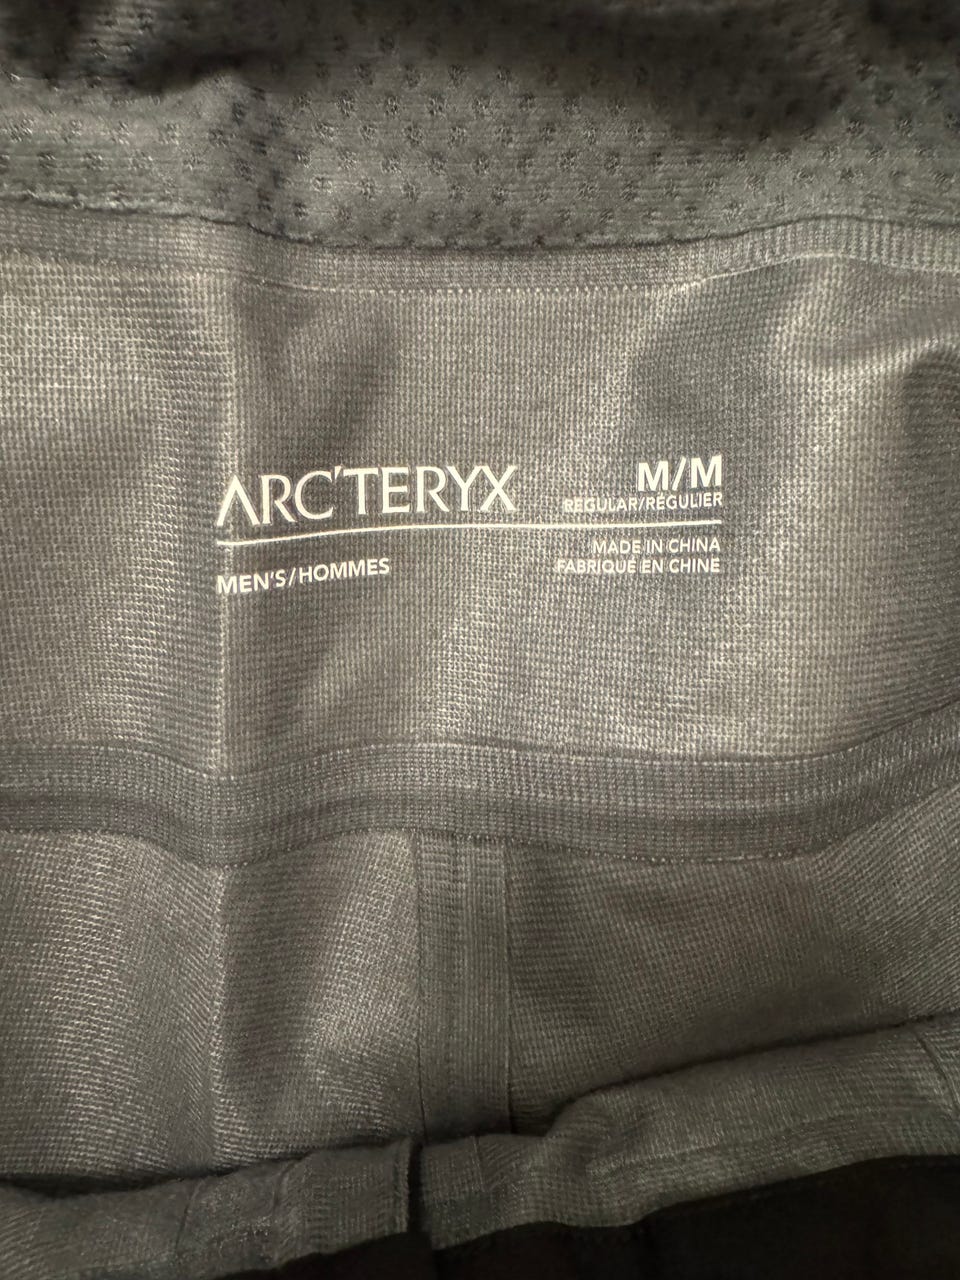 ARC'TERYX
MEN'S/HOMMES
M/M
REGULAR/RÉGULIER
MADE IN CHINA
FABRIQUÉ EN CHINE